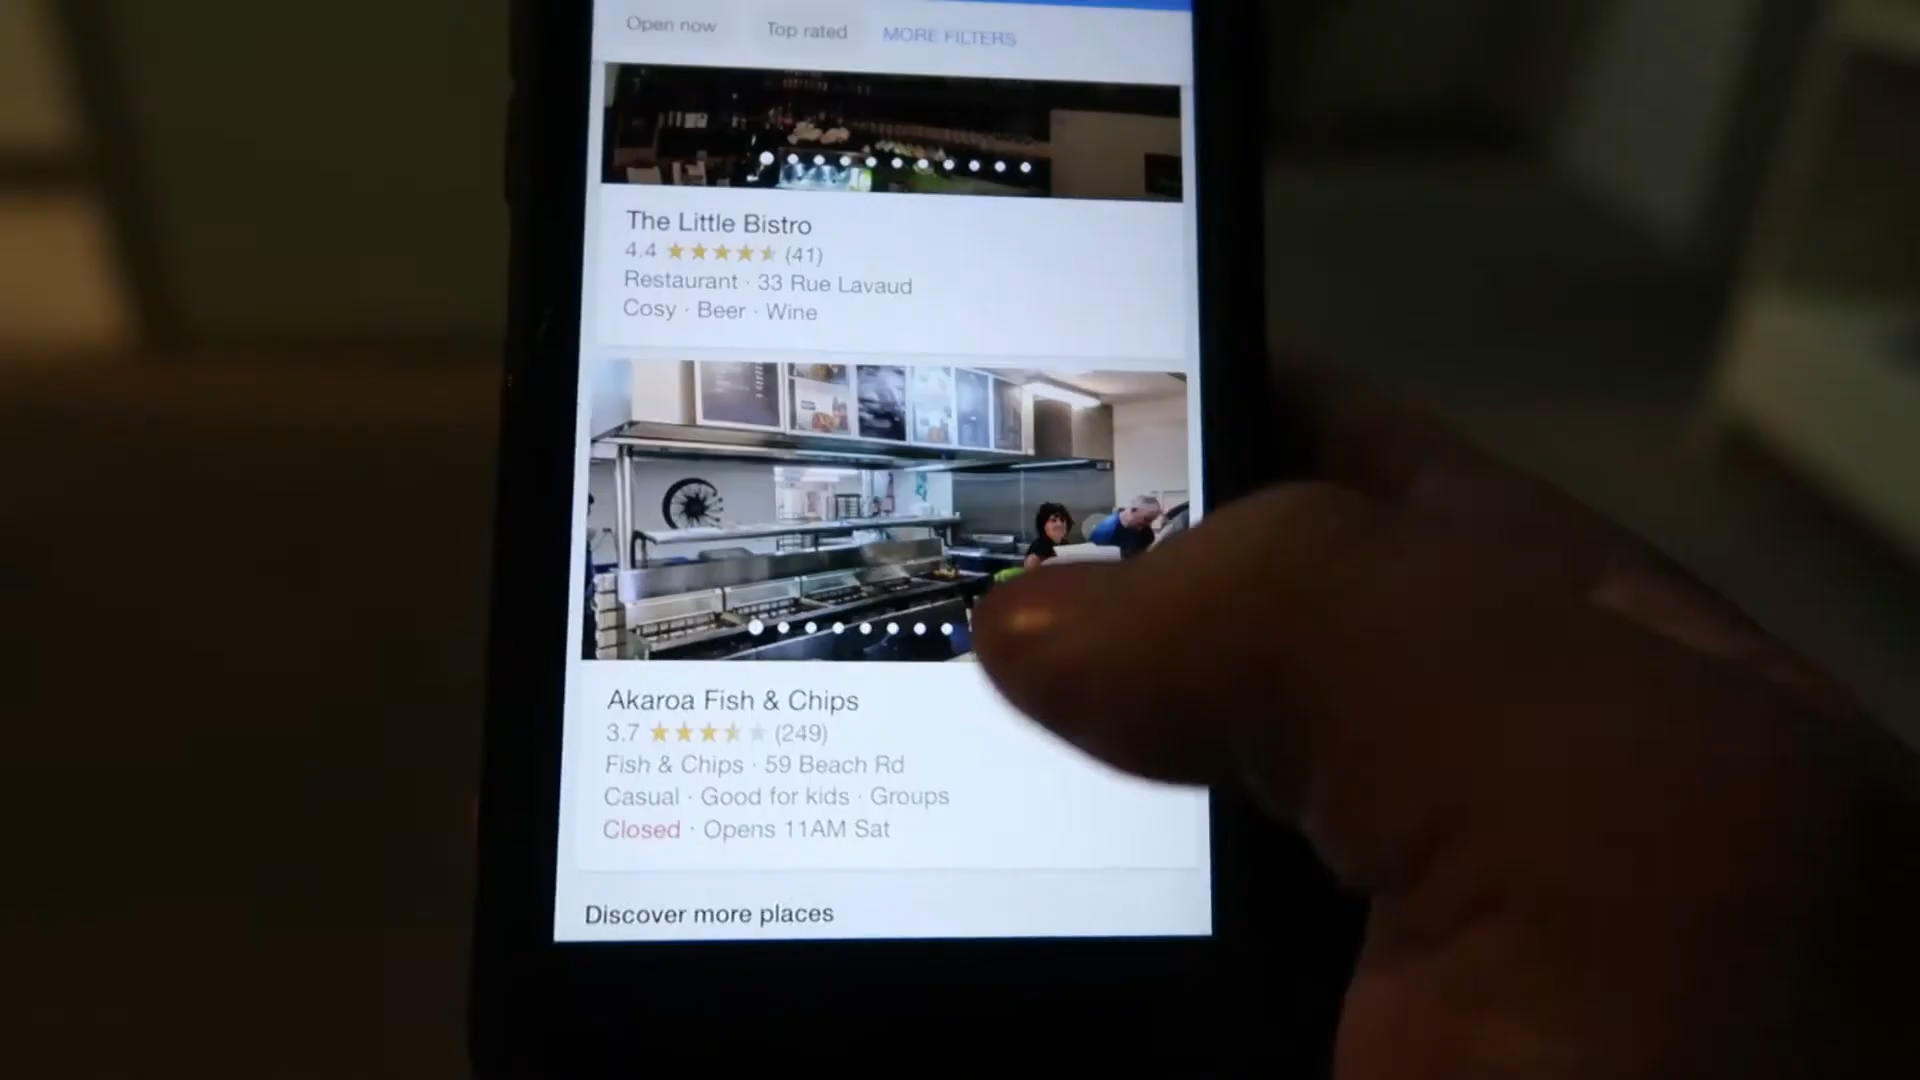 Open now
Top rated
MORE FILTERS
The Little Bistro
4.4 (41)
Restaurant · 33 Rue Lavaud
Cosy · Beer · Wine
Akaroa Fish & Chips
3.7 (249)
Fish & Chips · 59 Beach Rd
Casual · Good for kids · Groups
Closed · Opens 11AM Sat
Discover more places